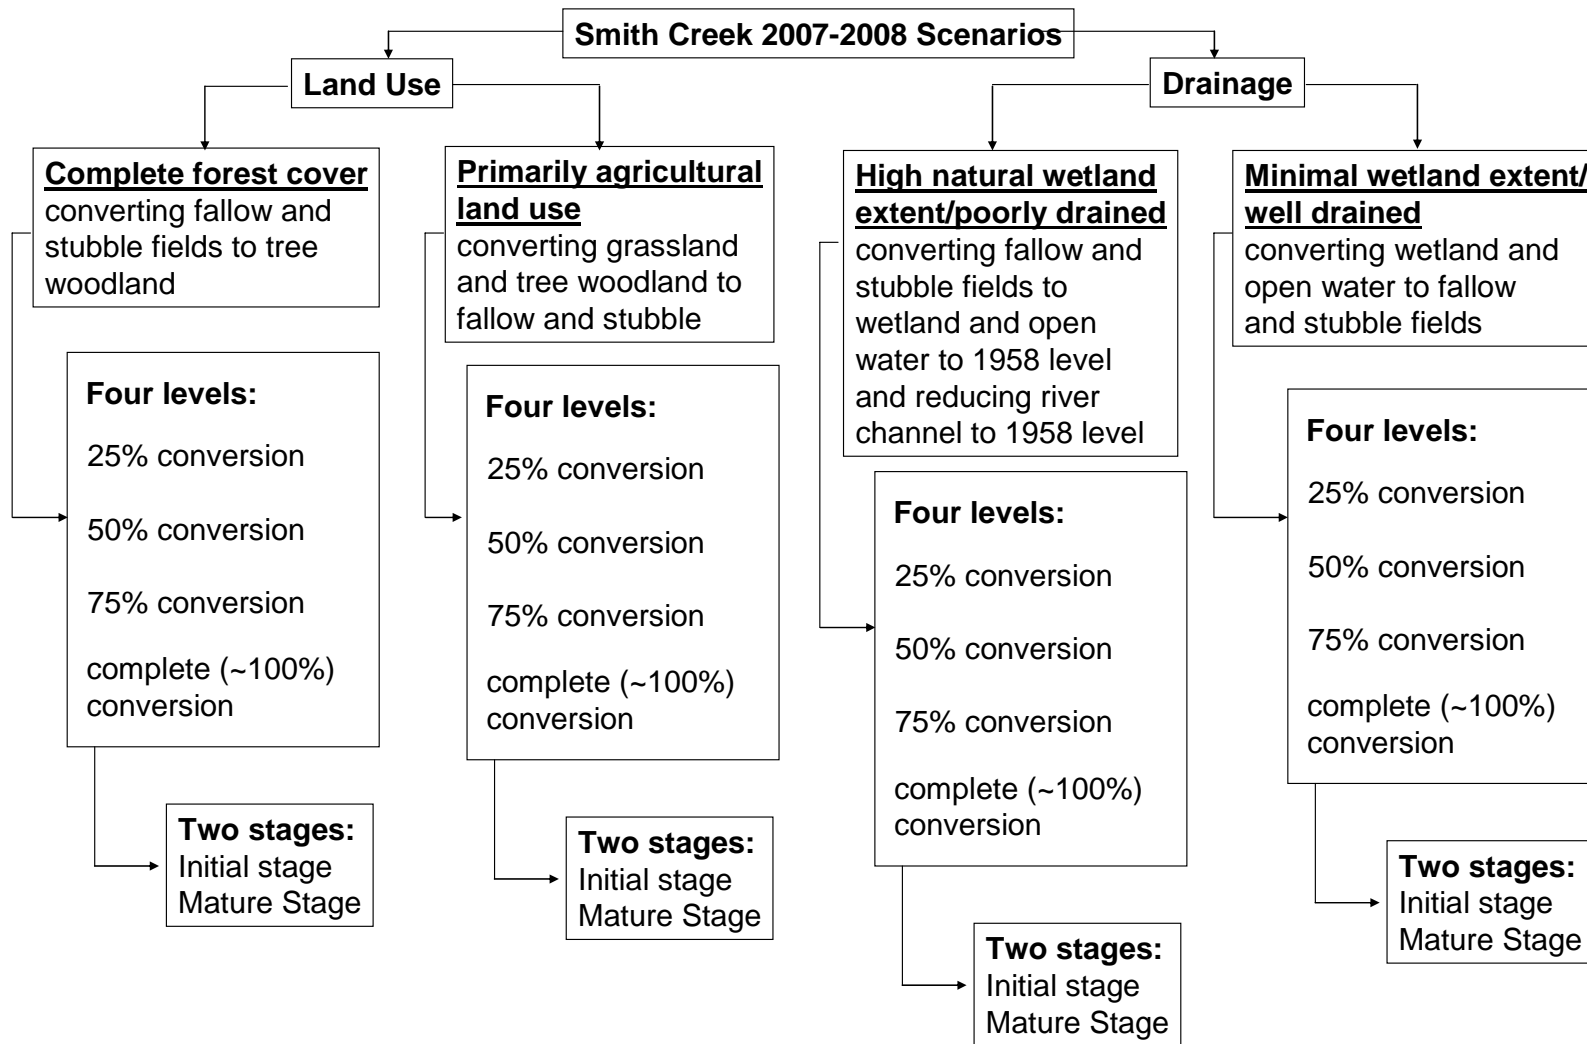 Smith Creek 2007-2008 Scenarios
Land Use
Drainage
Complete forest cover
converting fallow and
stubble fields to tree
woodland
Four levels:
25% conversion
50% conversion
75% conversion
complete (~100%)
conversion
Two stages:
Initial stage
Mature Stage
Primarily agricultural
land use
converting grassland
and tree woodland to
fallow and stubble
Four levels:
25% conversion
50% conversion
75% conversion
complete (~100%)
conversion
Two stages:
Initial stage
Mature Stage
High natural wetland
extent/poorly drained
converting fallow and
stubble fields to
wetland and open
water to 1958 level
and reducing river
channel to 1958 level
Four levels:
25% conversion
50% conversion
75% conversion
complete (~100%)
conversion
Two stages:
Initial stage
Mature Stage
Minimal wetland extent/
well drained
converting wetland and
open water to fallow
and stubble fields
Four levels:
25% conversion
50% conversion
75% conversion
complete (~100%)
conversion
Two stages:
Initial stage
Mature Stage